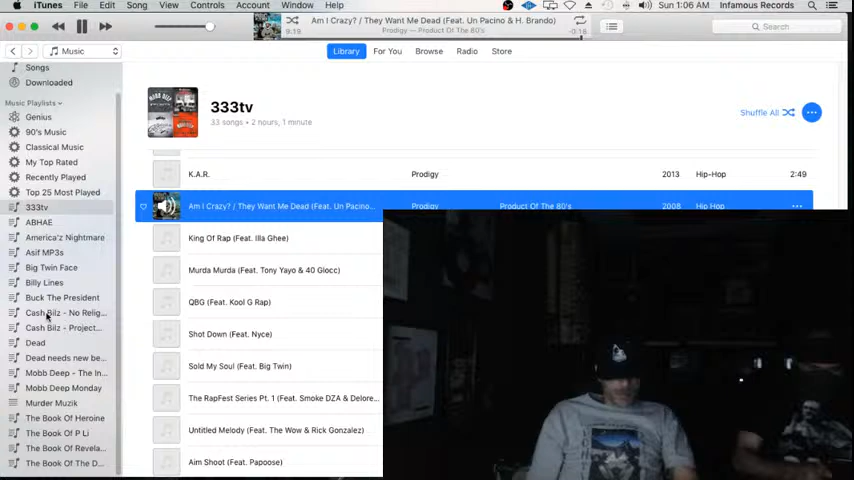 iTunes File Edit Song View Controls Account Window Help Sun 1:06 AM Infamous Records
Am I Crazy? / They Want Me Dead (Feat. Un Pacino & H. Brando)
9:19 Prodigy — Product Of The 80's -0:18
Search
Music Library For You Browse Radio Store
Songs
Downloaded
Music Playlists
Genius
90's Music
Classical Music
My Top Rated
Recently Played
Top 25 Most Played
333tv
ABHAE
America'z Nightmare
Asif MP3s
Big Twin Face
Billy Lines
Buck The President
Cash Bilz - No Relig...
Cash Bilz - Project...
Dead
Dead needs new be...
Mobb Deep - The In...
Mobb Deep Monday
Murder Muzik
The Book Of Heroine
The Book Of P Li
The Book Of Revela...
The Book Of The D...
333tv
33 songs • 2 hours, 1 minute
Shuffle All
K.A.R. Prodigy 2013 Hip-Hop 2:49
Am I Crazy? / They Want Me Dead (Feat. Un Pacino... Prodigy Product Of The 80's 2008 Hip Hop
King Of Rap (Feat. Illa Ghee)
Murda Murda (Feat. Tony Yayo & 40 Glocc)
QBG (Feat. Kool G Rap)
Shot Down (Feat. Nyce)
Sold My Soul (Feat. Big Twin)
The RapFest Series Pt. 1 (Feat. Smoke DZA & Delore...
Untitled Melody (Feat. The Wow & Rick Gonzalez)
Aim Shoot (Feat. Papoose)